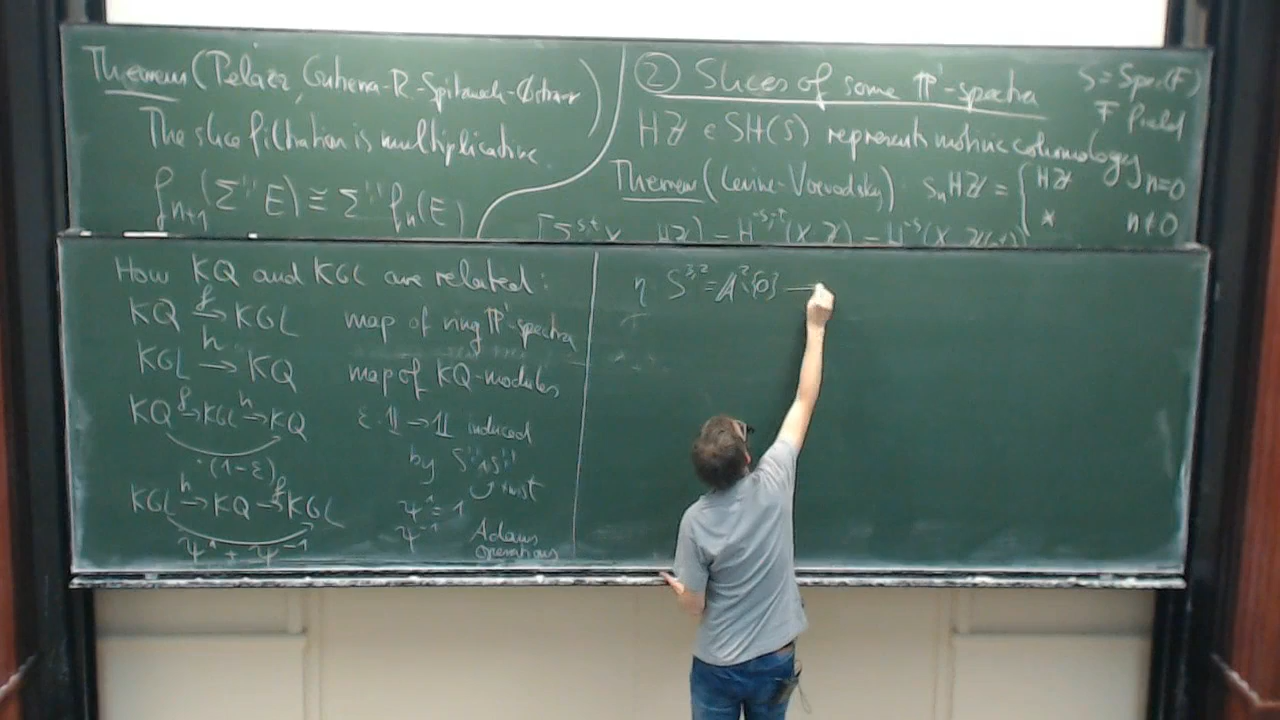 Theorem (Pelaez, Gutierrez-R.-Spitzweck-Østvær)
The slice filtration is multiplicative.
f_{n+1}(Σ^{1,1} E) ≅ Σ^{1,1} f_n(E)
② Slices of some ℙ¹-spectra
S = Spec(F)
F field
Hℤ ∈ SH(S) represents motivic cohomology
Theorem (Levine-Voevodsky) s_n Hℤ = { Hℤ n=0
* n≠0
[Σ^{s,t} X Hℤ) = H^{-s,-t}(X, ℤ) = H^{-s}(X, ℤ(-t))
How KQ and KGL are related:
KQ →^f KGL map of ring ℙ¹-spectra
KGL →^h KQ map of KQ-modules
KQ →^f KGL →^h KQ ε: 𝟙 → 𝟙 induced
·(1-ε) by S^{1,1}∧S^{1,1}
twist
KGL →^h KQ →^f KGL ψ¹ = 1
ψ¹ + ψ^{-1} ψ^{-1} Adams
operations
η S^{3,2} = A²\{0} →